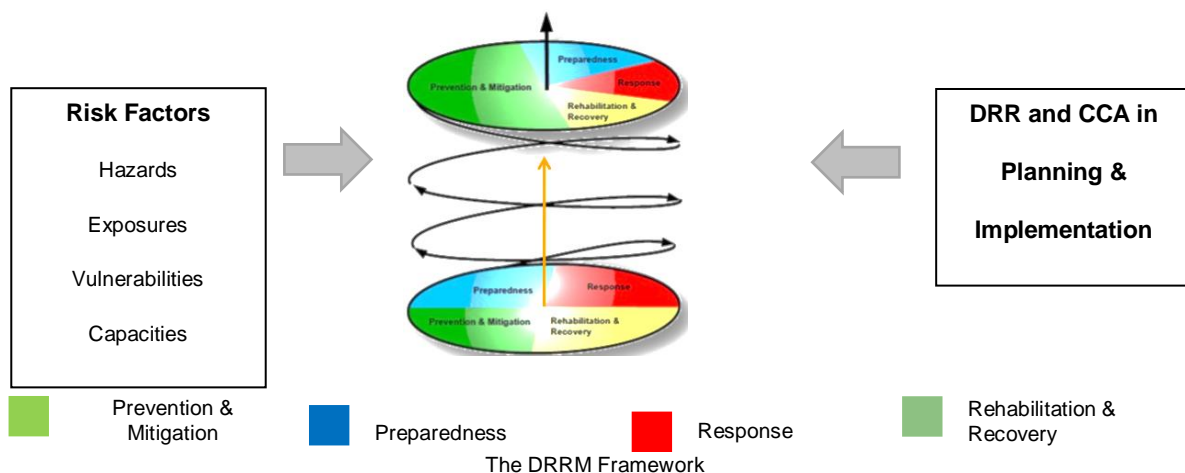 Risk Factors
Hazards
Exposures
Vulnerabilities
Capacities
Preparedness
Prevention & Mitigation
Response
Rehabilitation &
Recovery
Preparedness
Response
Prevention & Mitigation
Rehabilitation &
Recovery
DRR and CCA in
Planning &
Implementation
Prevention &
Mitigation
Preparedness
Response
Rehabilitation &
Recovery
The DRRM Framework